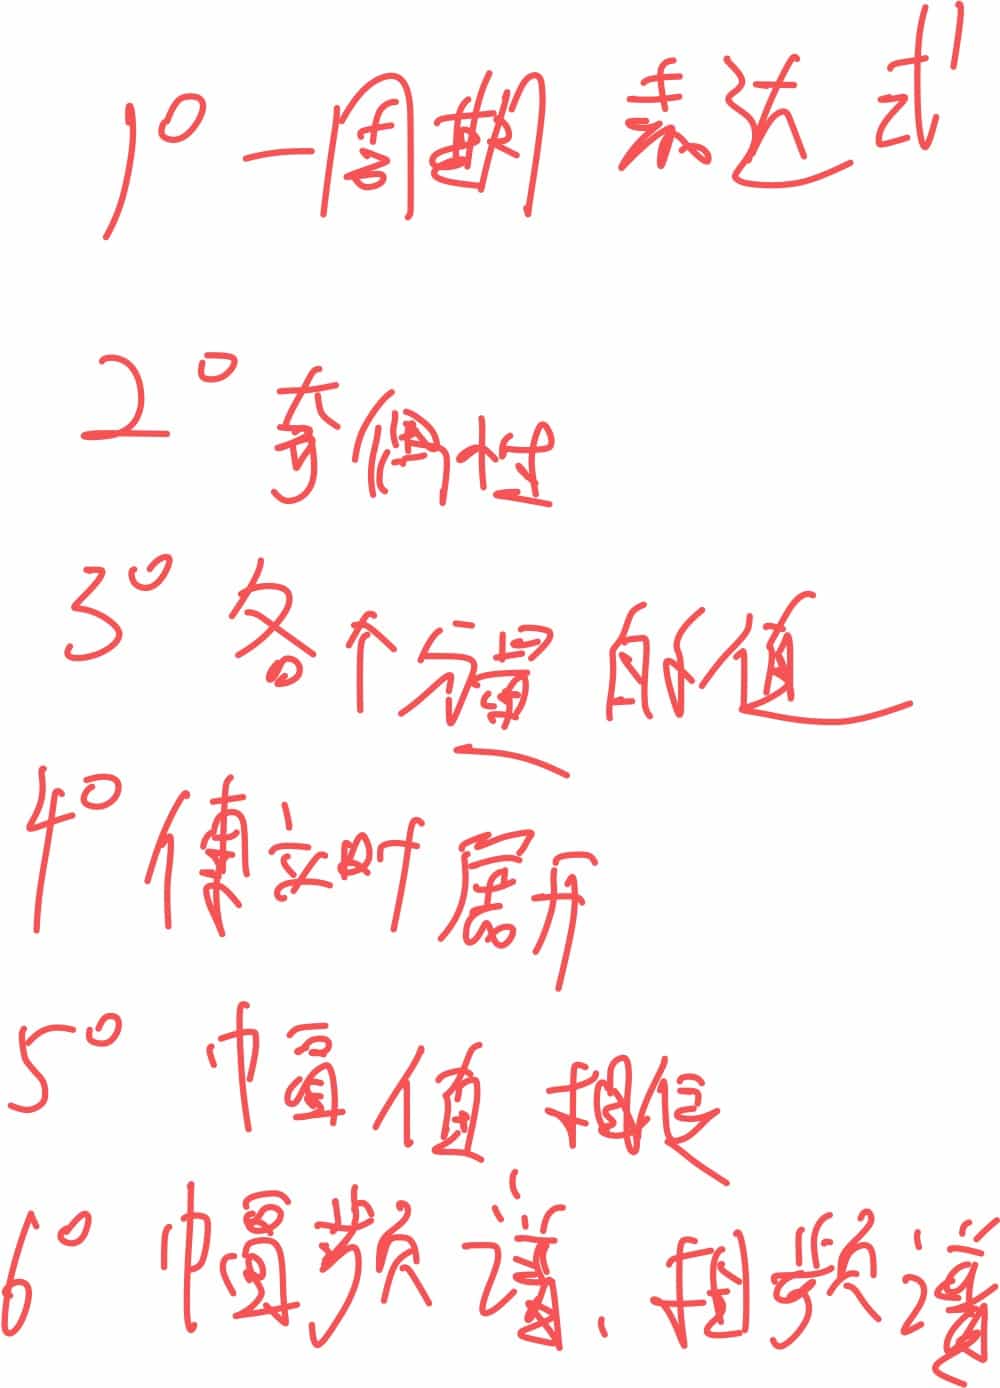 1° 一周期 表达式
2° 奇偶性
3° 各个分量的值
4° 傅立叶展开
5° 幅值 相位
6° 幅频谱、相频谱